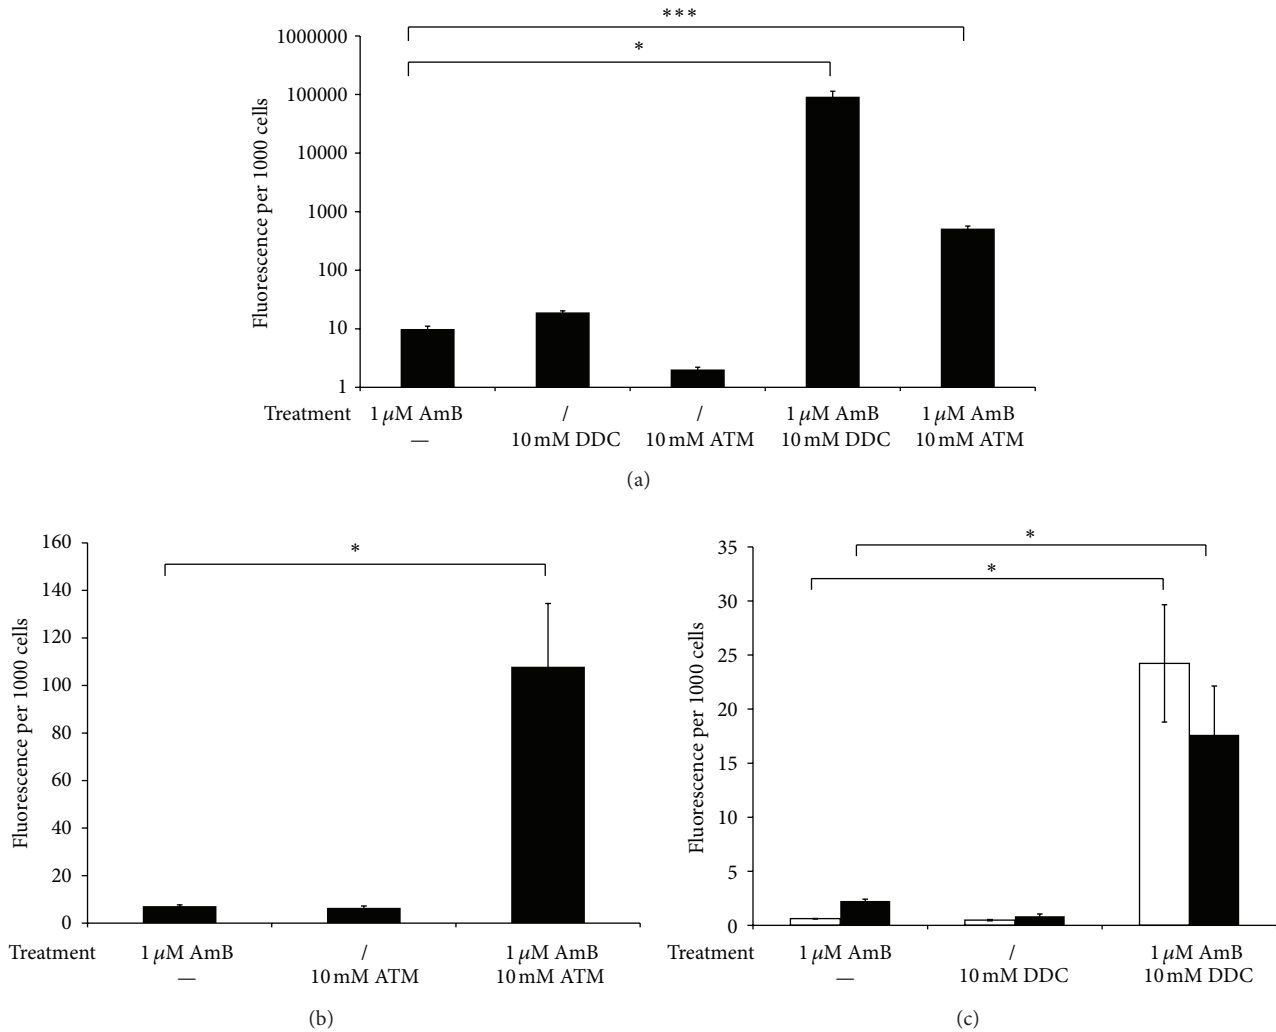 ***
*
1000000
100000
10000
1000
100
10
1
Fluorescence per 1000 cells
Treatment 1 μM AmB / / 1 μM AmB 1 μM AmB
— 10 mM DDC 10 mM ATM 10 mM DDC 10 mM ATM
(a)
*
160
140
120
100
80
60
40
20
0
Fluorescence per 1000 cells
Treatment 1 μM AmB / 1 μM AmB
— 10 mM ATM 10 mM ATM
(b)
*
*
35
30
25
20
15
10
5
0
Fluorescence per 1000 cells
Treatment 1 μM AmB / 1 μM AmB
— 10 mM DDC 10 mM DDC
(c)